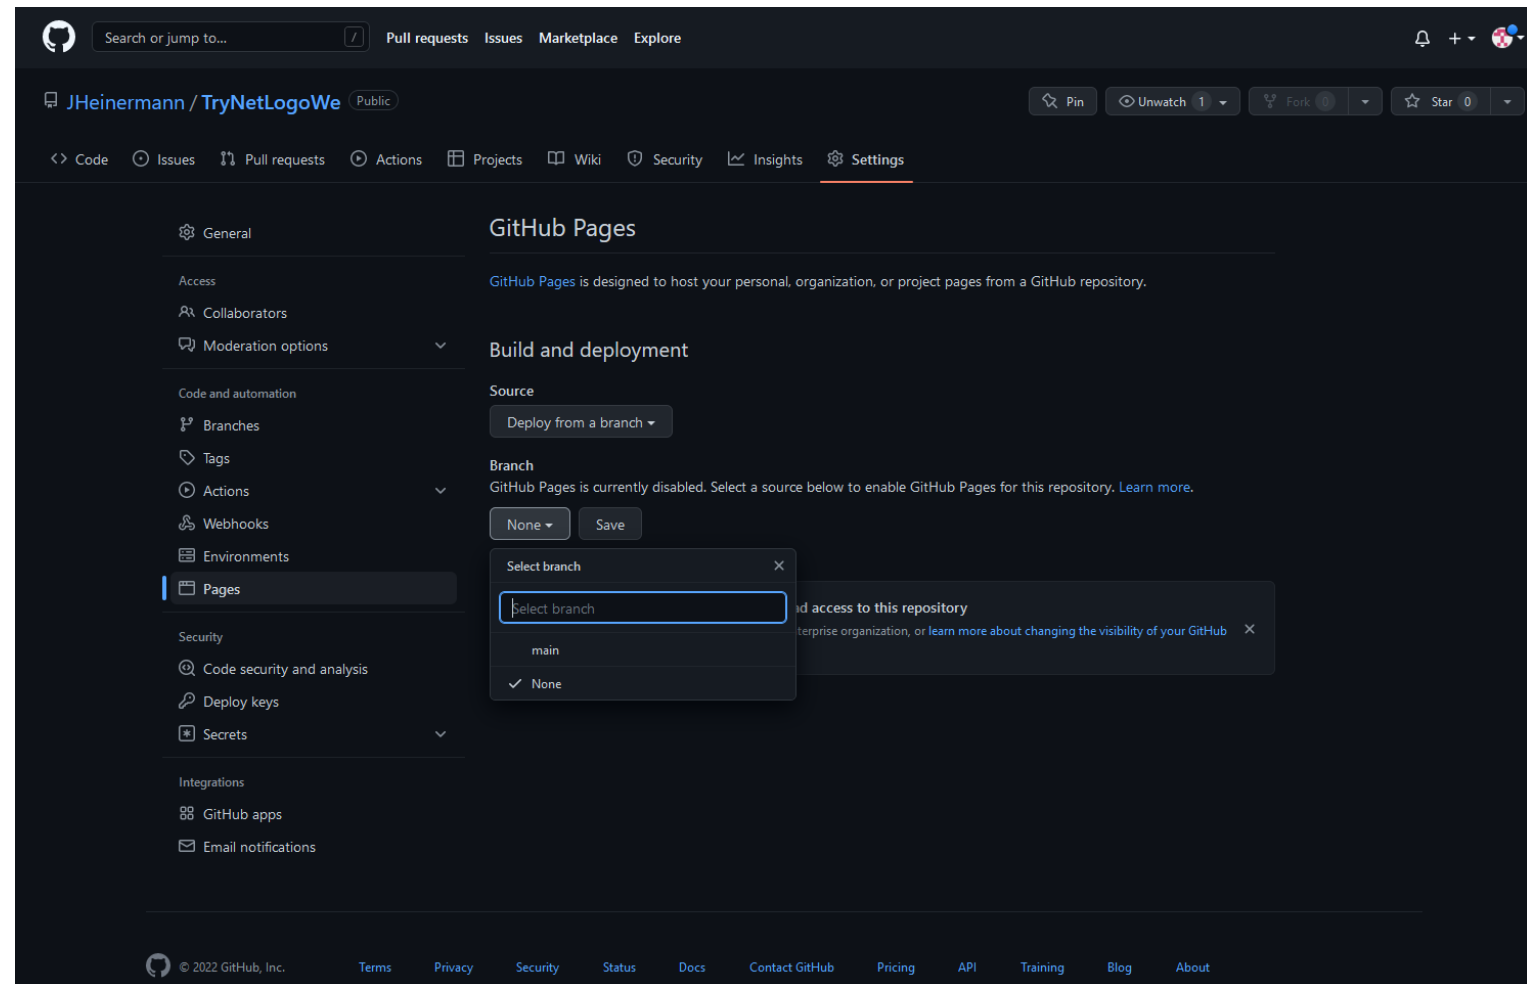 Search or jump to... / Pull requests Issues Marketplace Explore
JHeinermann / TryNetLogoWe Public Pin Unwatch 1 Fork 0 Star 0
Code Issues Pull requests Actions Projects Wiki Security Insights Settings
General
Access
Collaborators
Moderation options
Code and automation
Branches
Tags
Actions
Webhooks
Environments
Pages
Security
Code security and analysis
Deploy keys
Secrets
Integrations
GitHub apps
Email notifications
GitHub Pages
GitHub Pages is designed to host your personal, organization, or project pages from a GitHub repository.
Build and deployment
Source
Deploy from a branch
Branch
GitHub Pages is currently disabled. Select a source below to enable GitHub Pages for this repository. Learn more.
None Save
Select branch
Select branch
main
None
access to this repository
organization, or learn more about changing the visibility of your GitHub
© 2022 GitHub, Inc. Terms Privacy Security Status Docs Contact GitHub Pricing API Training Blog About